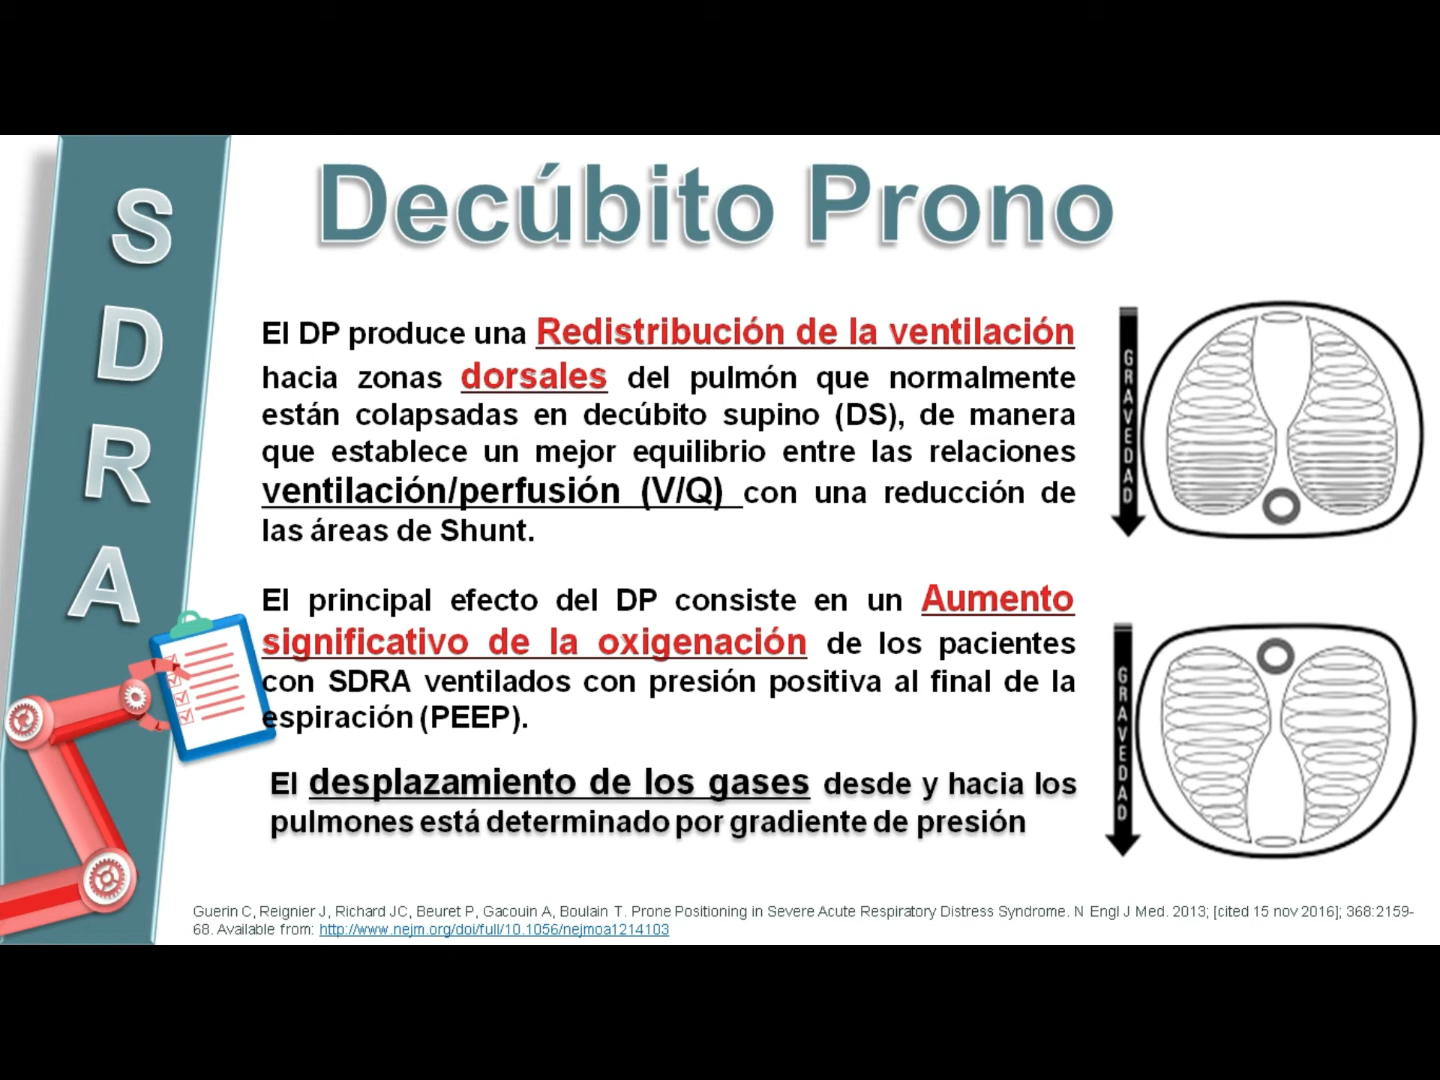 S
D
R
A
Decúbito Prono
El DP produce una Redistribución de la ventilación
hacia zonas dorsales del pulmón que normalmente
están colapsadas en decúbito supino (DS), de manera
que establece un mejor equilibrio entre las relaciones
ventilación/perfusión (V/Q) con una reducción de
las áreas de Shunt.
El principal efecto del DP consiste en un Aumento
significativo de la oxigenación de los pacientes
con SDRA ventilados con presión positiva al final de la
espiración (PEEP).
El desplazamiento de los gases desde y hacia los
pulmones está determinado por gradiente de presión
GRAVEDAD
GRAVEDAD
Guerin C, Reignier J, Richard JC, Beuret P, Gacouin A, Boulain T. Prone Positioning in Severe Acute Respiratory Distress Syndrome. N Engl J Med. 2013; [cited 15 nov 2016]; 368:2159-
68. Available from: http://www.nejm.org/doi/full/10.1056/nejmoa1214103